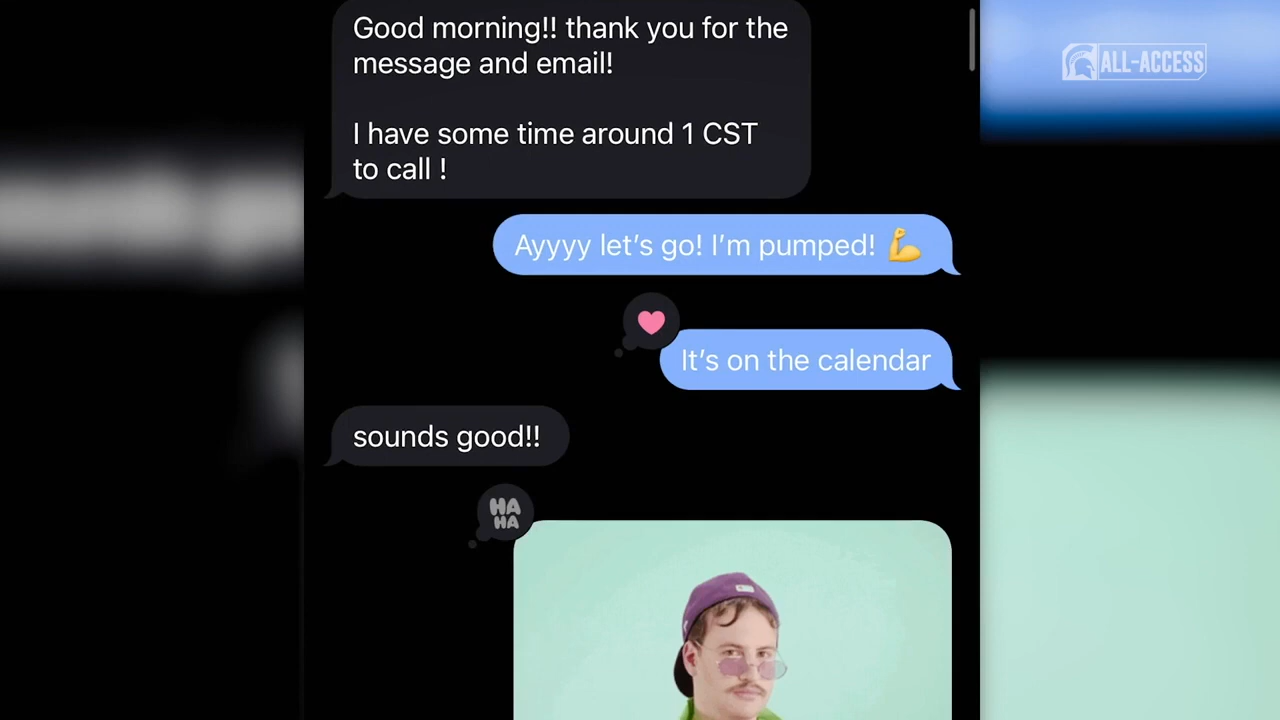 Good morning!! thank you for the
message and email!
I have some time around 1 CST
to call !
ALL-ACCESS
Ayyyy let's go! I'm pumped! 💪
It's on the calendar
sounds good!!
HA
HA